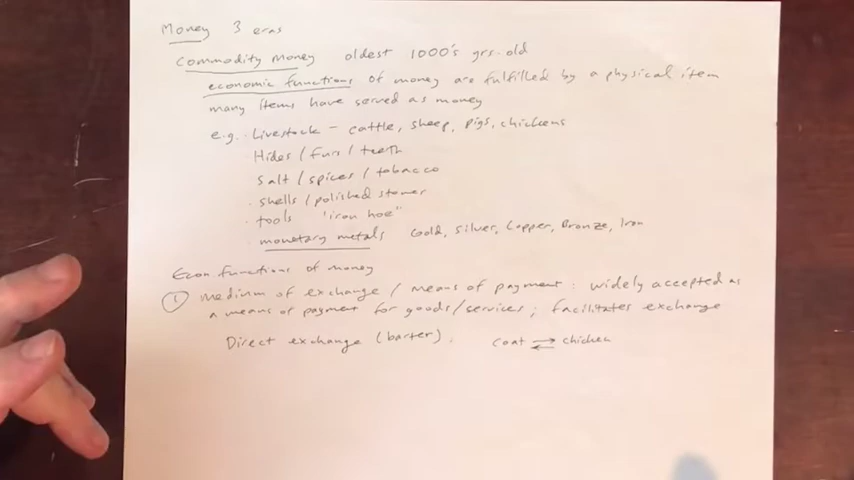 Money 3 eras
Commodity Money oldest 1000's yrs. old
economic functions of money are fulfilled by a physical item
many items have served as money
e.g. · Livestock - cattle, sheep, pigs, chickens
Hides / Furs / teeth
Salt / spices / tobacco
· shells / polished stones
· tools "iron hoe"
· monetary metals Gold, Silver, Copper, Bronze, Iron
Econ. functions of money
① medium of exchange / means of payment : widely accepted as
a means of payment for goods/services ; facilitates exchange
Direct exchange (barter). coat ⇄ chicken